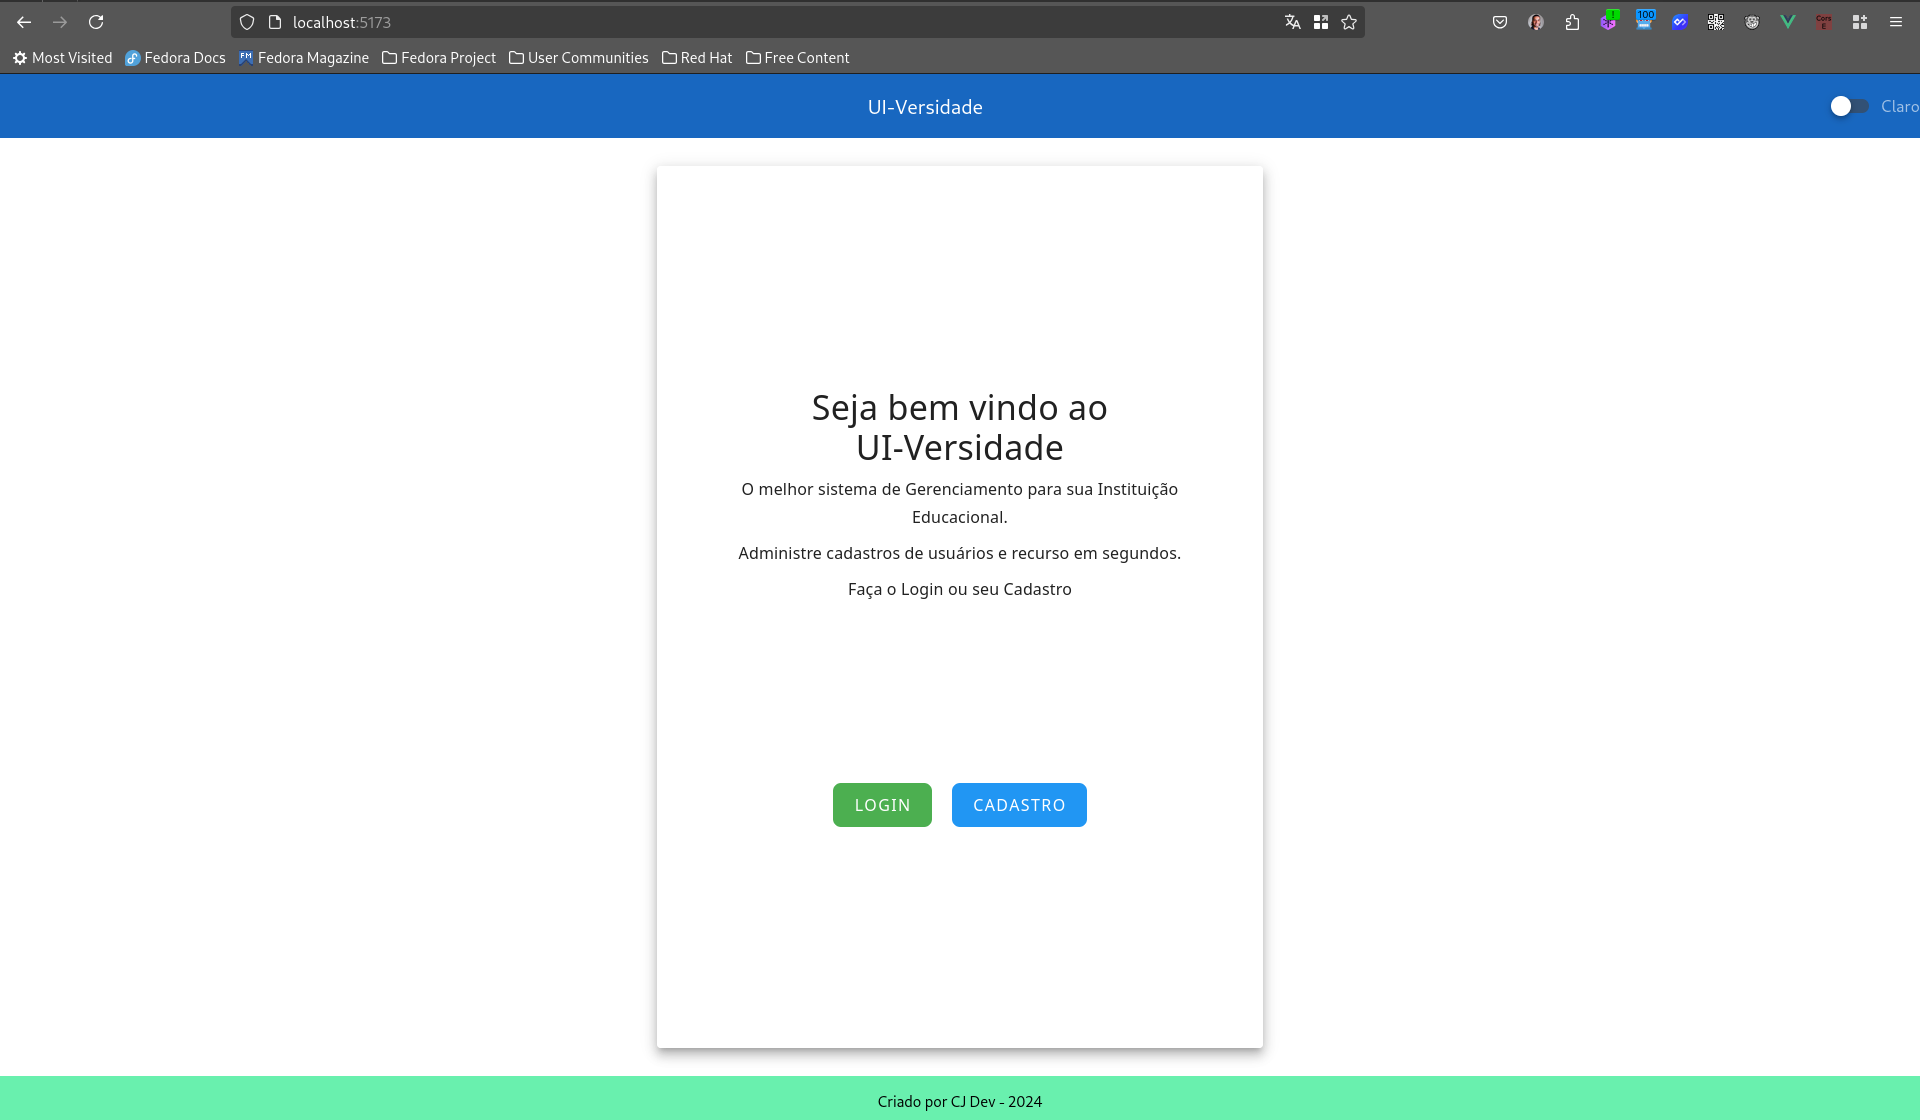 localhost:5173
100
Most Visited Fedora Docs Fedora Magazine Fedora Project User Communities Red Hat Free Content
UI-Versidade
Claro
Seja bem vindo ao
UI-Versidade
O melhor sistema de Gerenciamento para sua Instituição
Educacional.
Administre cadastros de usuários e recurso em segundos.
Faça o Login ou seu Cadastro
LOGIN CADASTRO
Criado por CJ Dev - 2024